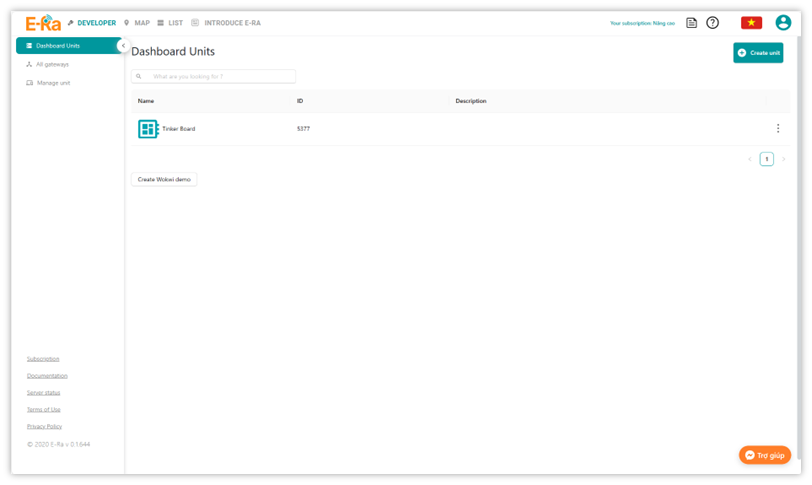 E-Ra DEVELOPER MAP LIST INTRODUCE E-RA Your subscription: Nâng cao
Dashboard Units
All gateways
Manage unit
Dashboard Units
Create unit
What are you looking for ?
Name ID Description
Tinker Board 5377
1
Create Wokwi demo
Subscription
Documentation
Server status
Terms of Use
Privacy Policy
© 2020 E-Ra v 0.1.644
Trợ giúp